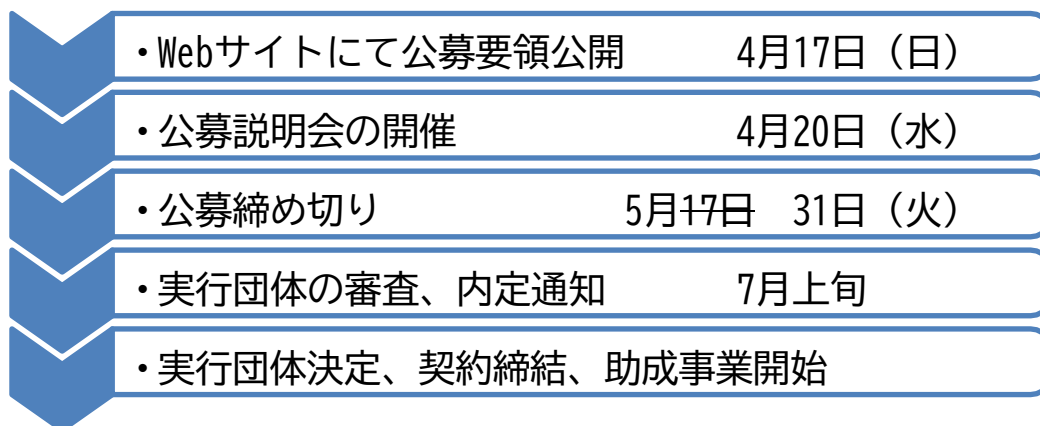 ・Webサイトにて公募要領公開　4月17日（日）
・公募説明会の開催　4月20日（水）
・公募締め切り　5月17日　31日（火）
・実行団体の審査、内定通知　7月上旬
・実行団体決定、契約締結、助成事業開始